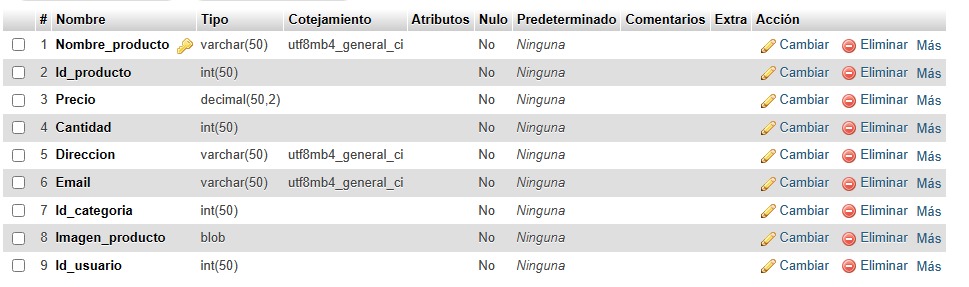 # Nombre Tipo Cotejamiento Atributos Nulo Predeterminado Comentarios Extra Acción
1 Nombre_producto varchar(50) utf8mb4_general_ci No Ninguna Cambiar Eliminar Más
2 Id_producto int(50) No Ninguna Cambiar Eliminar Más
3 Precio decimal(50,2) No Ninguna Cambiar Eliminar Más
4 Cantidad int(50) No Ninguna Cambiar Eliminar Más
5 Direccion varchar(50) utf8mb4_general_ci No Ninguna Cambiar Eliminar Más
6 Email varchar(50) utf8mb4_general_ci No Ninguna Cambiar Eliminar Más
7 Id_categoria int(50) No Ninguna Cambiar Eliminar Más
8 Imagen_producto blob No Ninguna Cambiar Eliminar Más
9 Id_usuario int(50) No Ninguna Cambiar Eliminar Más